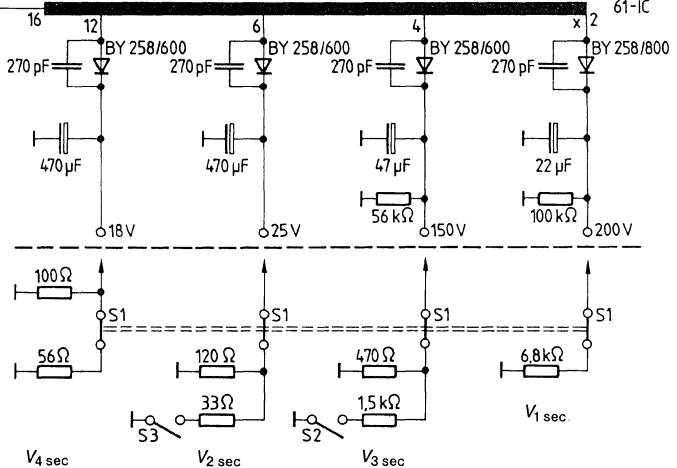 61-IC
16 12 6 4 x 2
BY 258/600 BY 258/600 BY 258/600 BY 258/800
270 pF 270 pF 270 pF 270 pF
470 µF 470 µF 47 µF 22 µF
56 kΩ 100 kΩ
18 V 25 V 150 V 200 V
100 Ω
S1 S1 S1 S1
56 Ω 120 Ω 470 Ω 6,8 kΩ
33 Ω 1,5 kΩ
S3 S2
V1 sec.
V4 sec V2 sec V3 sec